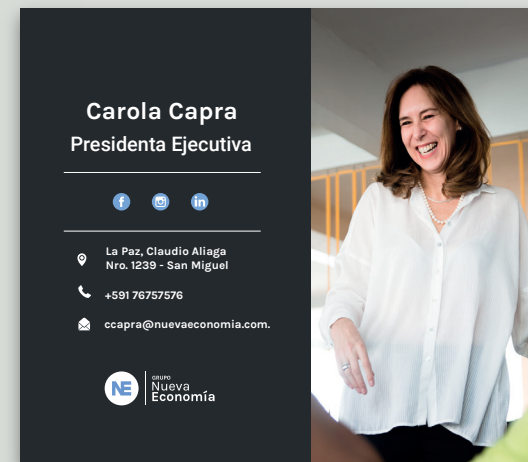 Carola Capra
Presidenta Ejecutiva
La Paz, Claudio Aliaga
Nro. 1239 - San Miguel
+591 76757576
ccapra@nuevaeconomia.com.
NE
GRUPO
Nueva
Economía